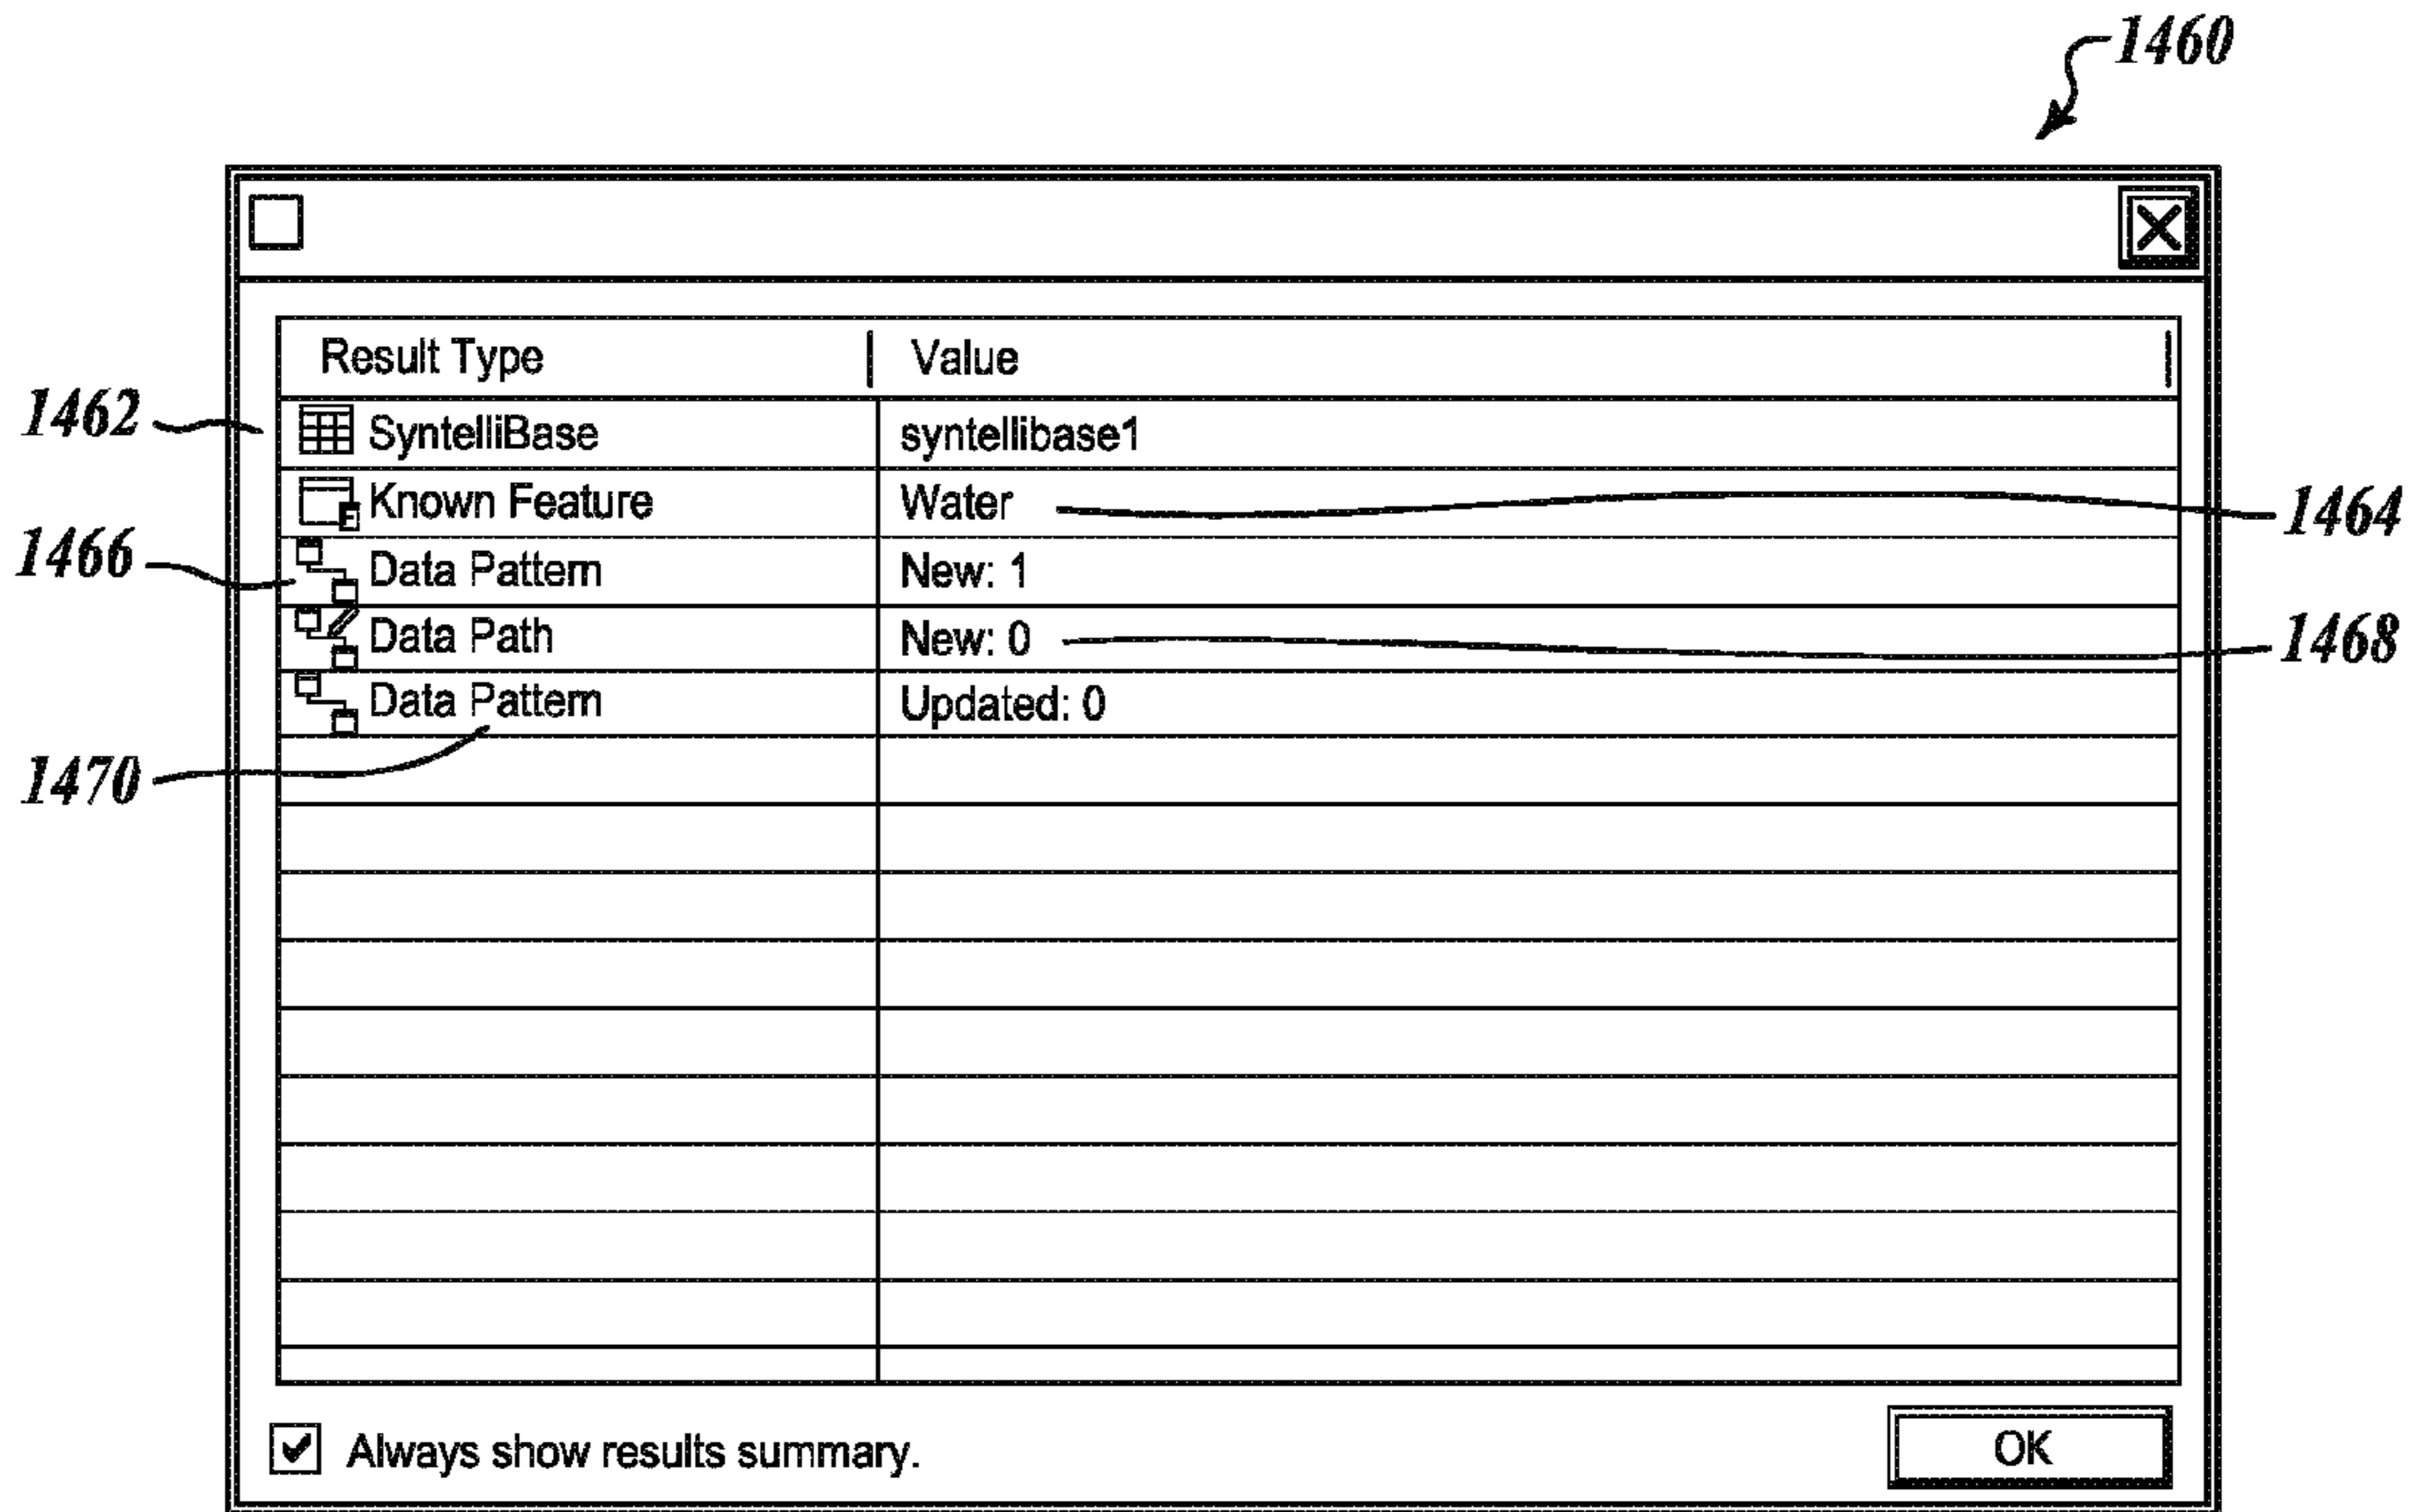 1460
Result Type Value
1462 SyntelliBase syntellibase1
Known Feature Water 1464
1466 Data Pattern New: 1
Data Path New: 0 1468
Data Pattern Updated: 0
1470
Always show results summary. OK